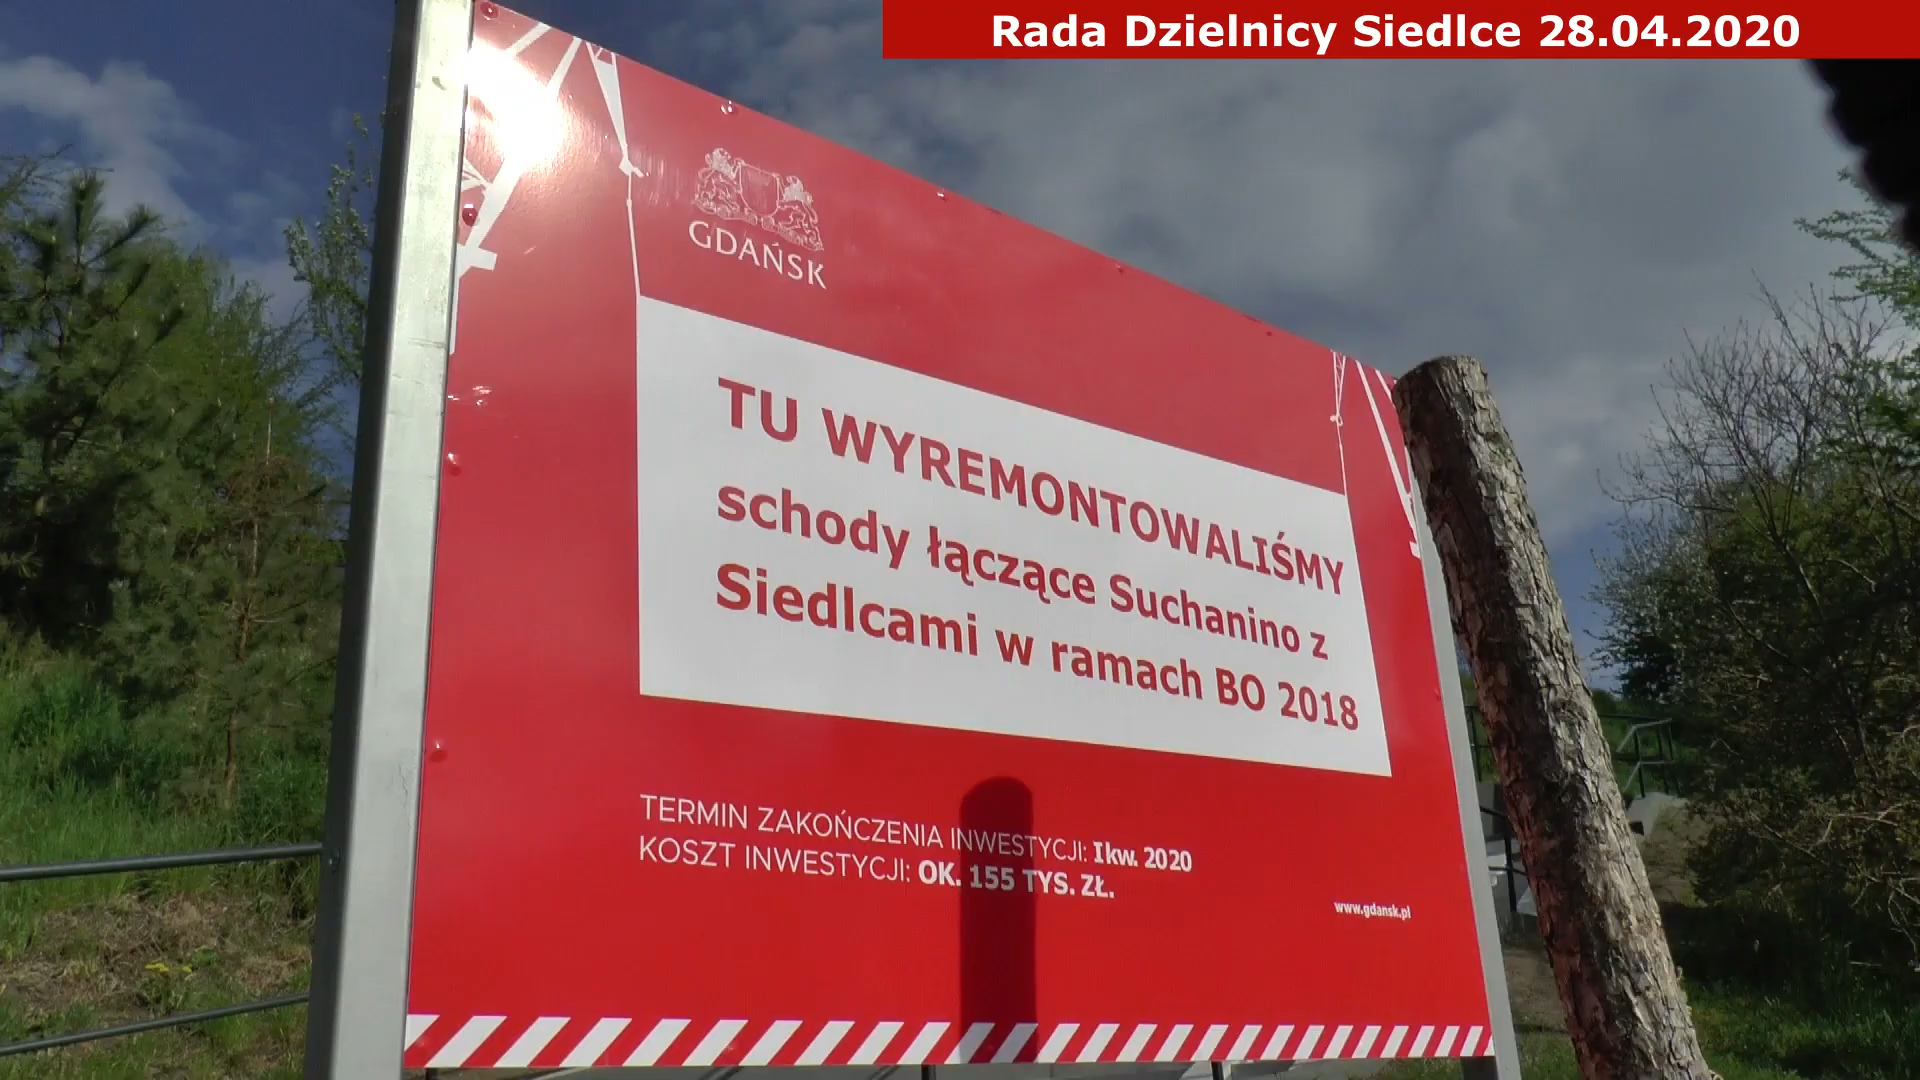 Rada Dzielnicy Siedlce 28.04.2020
GDAŃSK
TU WYREMONTOWALIŚMY
schody łączące Suchanino z
Siedlcami w ramach BO 2018
TERMIN ZAKOŃCZENIA INWESTYCJI: Ikw. 2020
KOSZT INWESTYCJI: OK. 155 TYS. ZŁ.
www.gdansk.pl